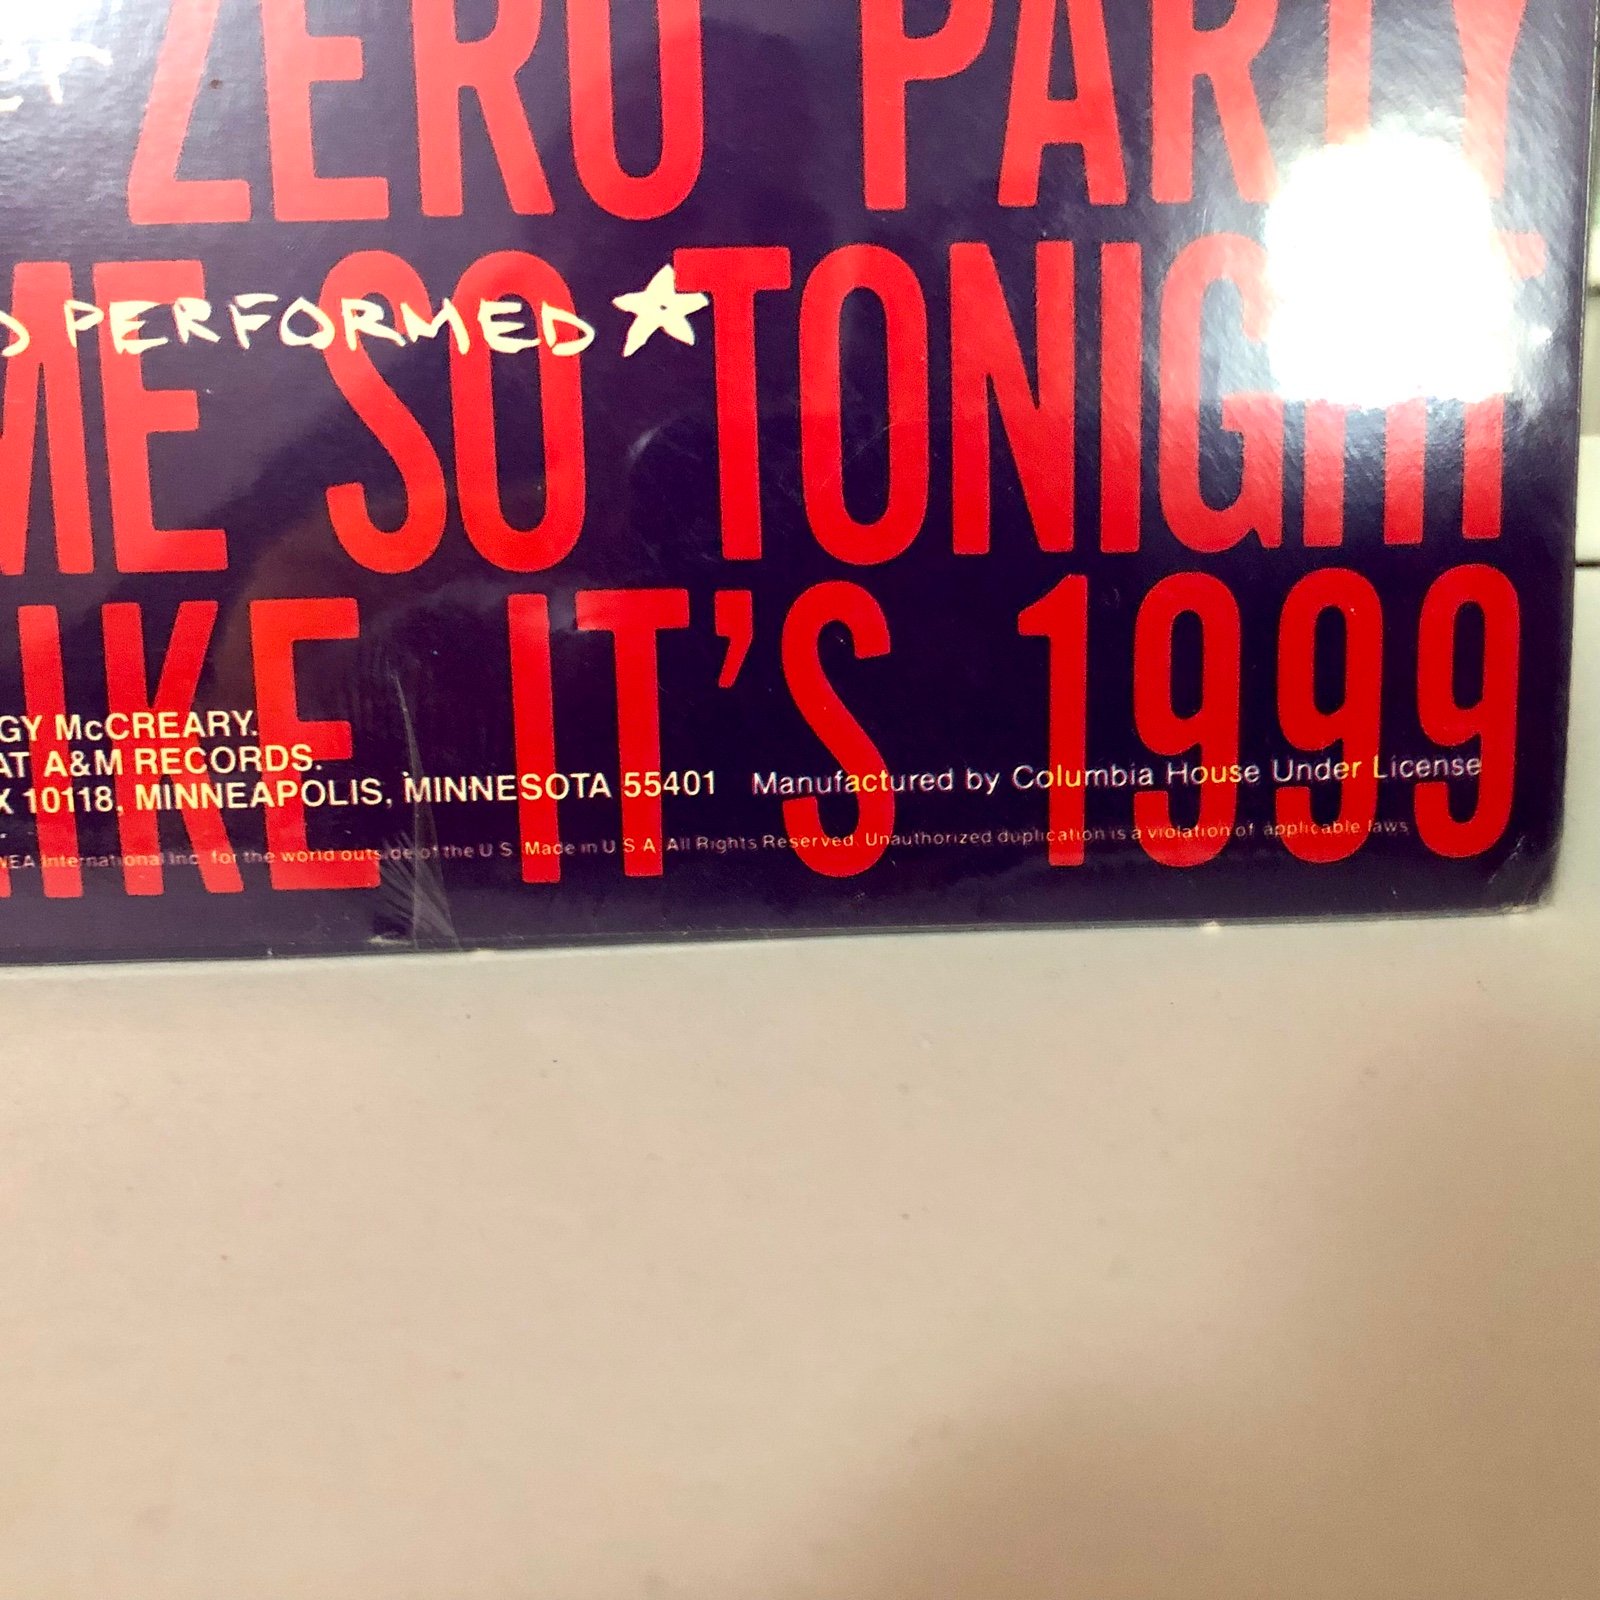 ZERO PARTY
D PERFORMED
ME SO TONIGHT
IKE IT'S 1999
GY McCREARY.
AT A&M RECORDS.
X 10118, MINNEAPOLIS, MINNESOTA 55401 Manufactured by Columbia House Under License
WEA International Inc. for the world outside of the U S Made in U S A All Rights Reserved. Unauthorized duplication is a violation of applicable laws